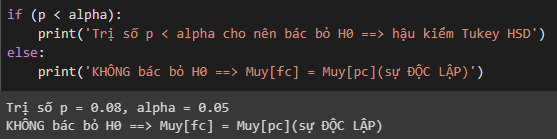 if (p < alpha):
    print('Trị số p < alpha cho nên bác bỏ H0 ==> hậu kiểm Tukey HSD')
else:
    print('KHÔNG bác bỏ H0 ==> Muy[fc] = Muy[pc](sự ĐỘC LẬP)')
Trị số p = 0.08, alpha = 0.05
KHÔNG bác bỏ H0 ==> Muy[fc] = Muy[pc](sự ĐỘC LẬP)